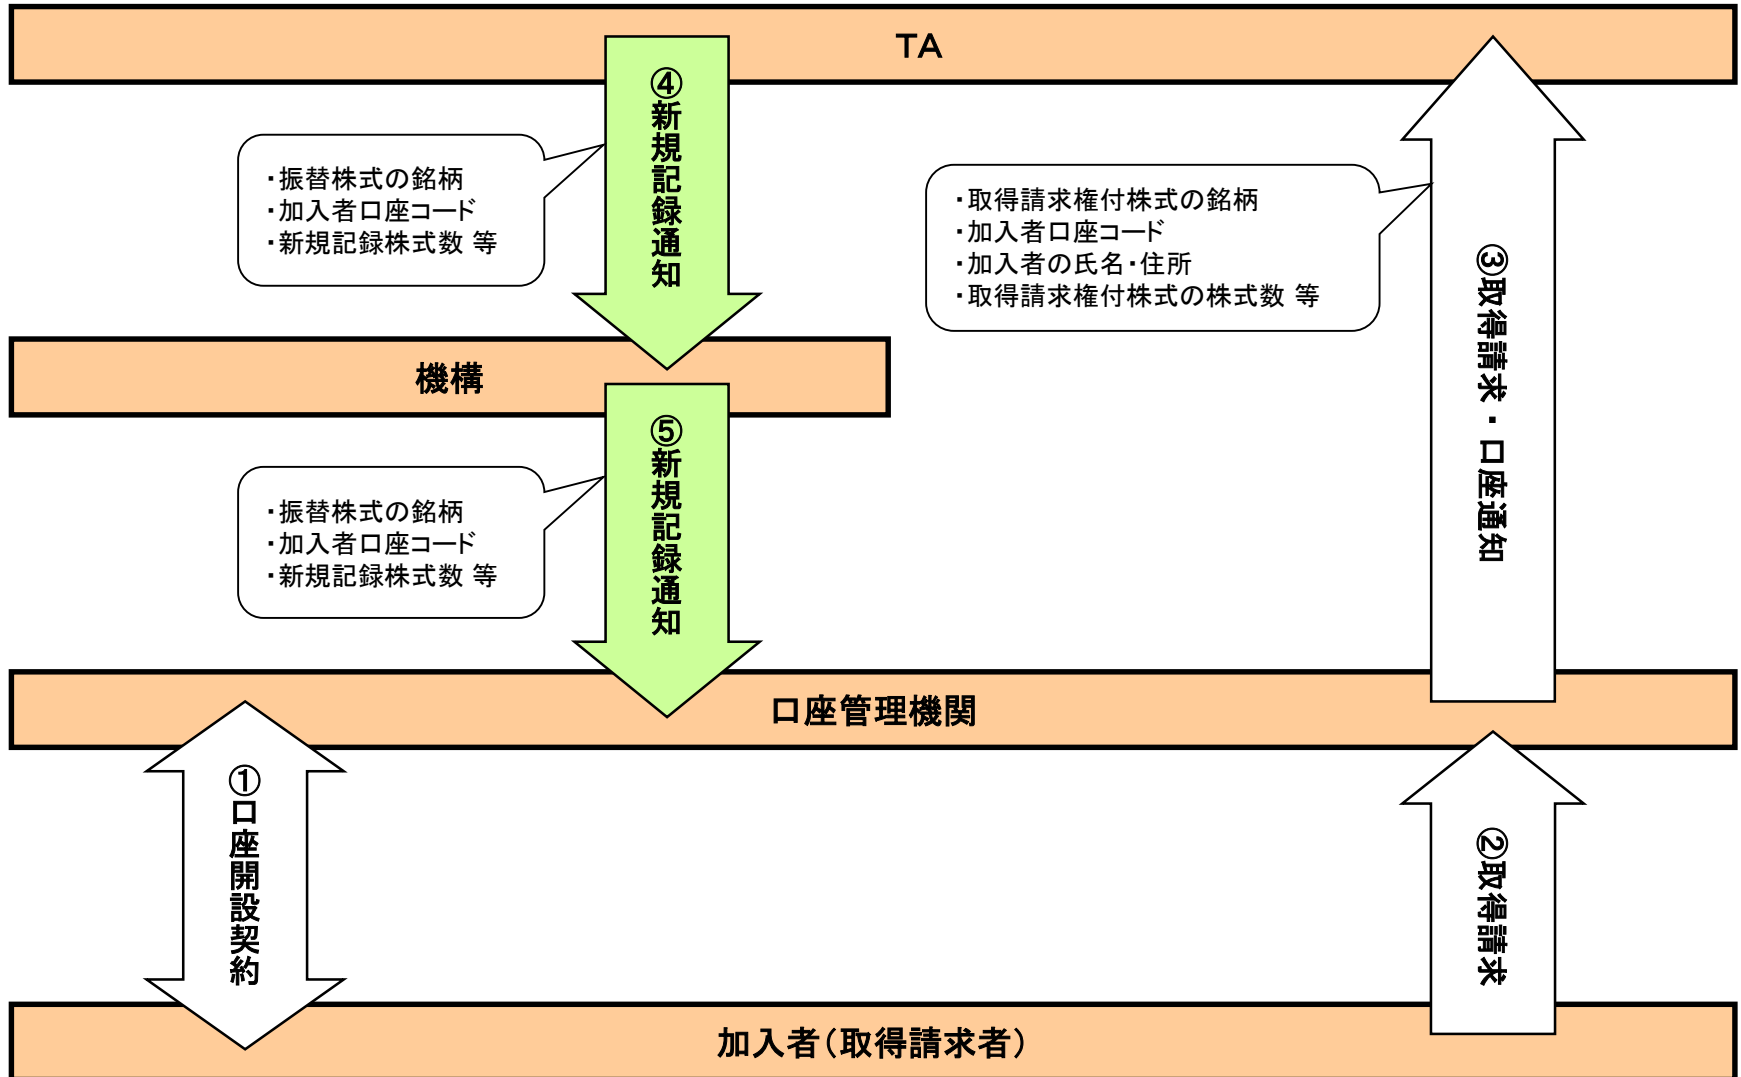 TA
④新規記録通知
・振替株式の銘柄
・加入者口座コード
・新規記録株式数 等
・取得請求権付株式の銘柄
・加入者口座コード
・加入者の氏名・住所
・取得請求権付株式の株式数 等
③取得請求・口座通知
機構
⑤新規記録通知
・振替株式の銘柄
・加入者口座コード
・新規記録株式数 等
口座管理機関
①口座開設契約
②取得請求
加入者(取得請求者)